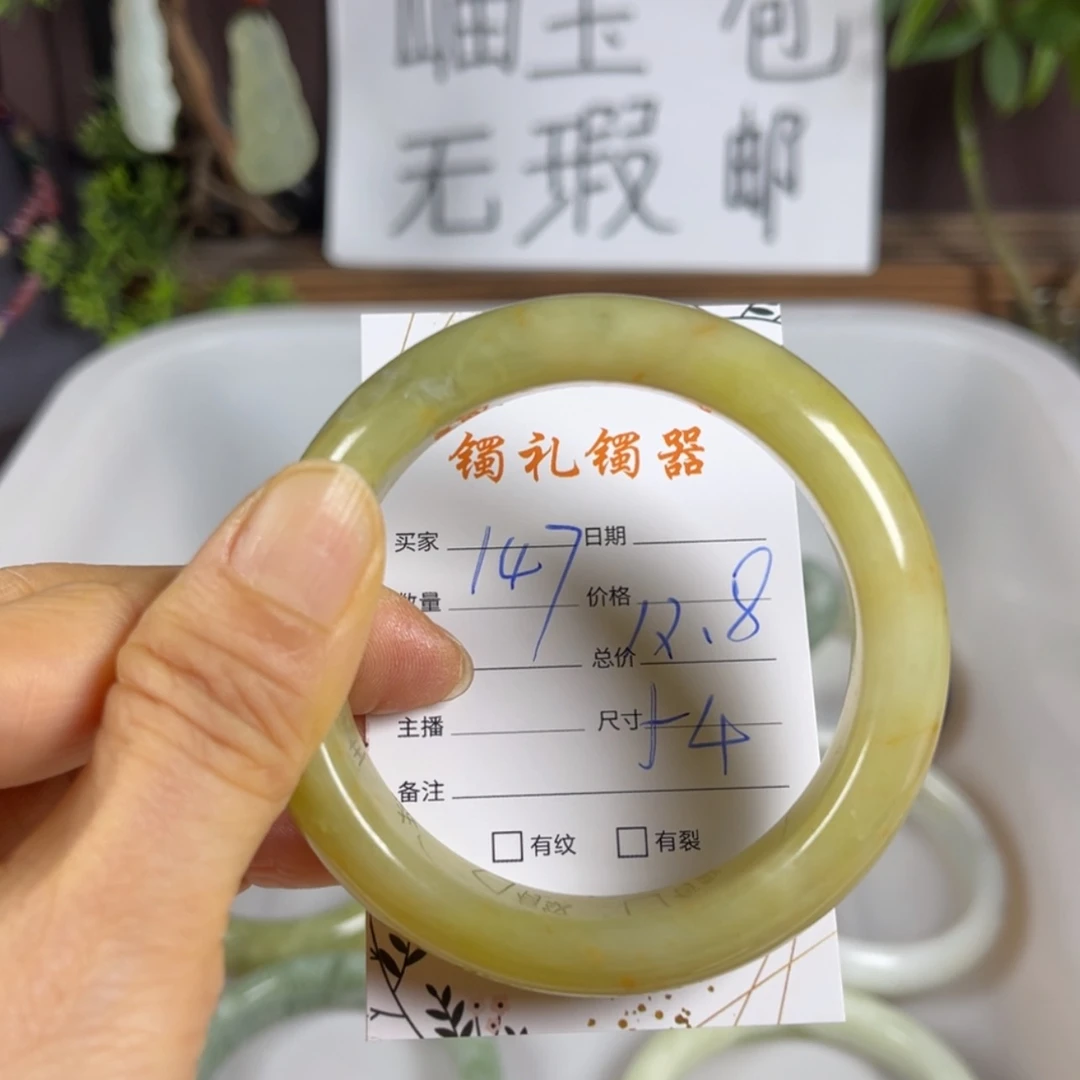 岫玉 包
无瑕 邮
镯礼镯器
买家 147 日期
数量 价格 12.8
总价
主播 尺寸 54
备注
有纹 有裂